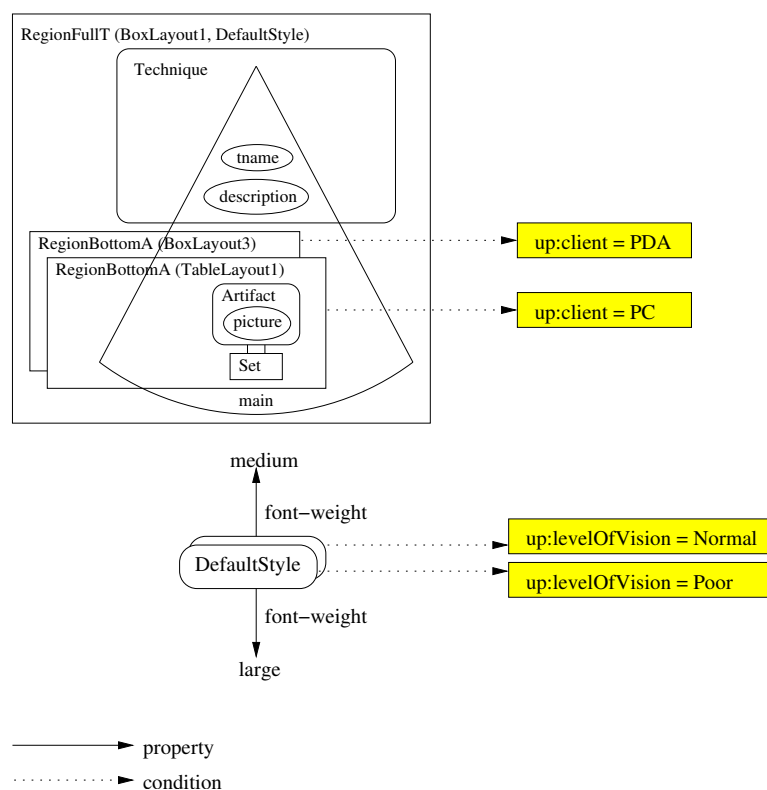 RegionFullT (BoxLayout1, DefaultStyle)
Technique
tname
description
RegionBottomA (BoxLayout3)
up:client = PDA
RegionBottomA (TableLayout1)
Artifact
up:client = PC
picture
Set
main
medium
font−weight
up:levelOfVision = Normal
DefaultStyle
up:levelOfVision = Poor
font−weight
large
property
condition